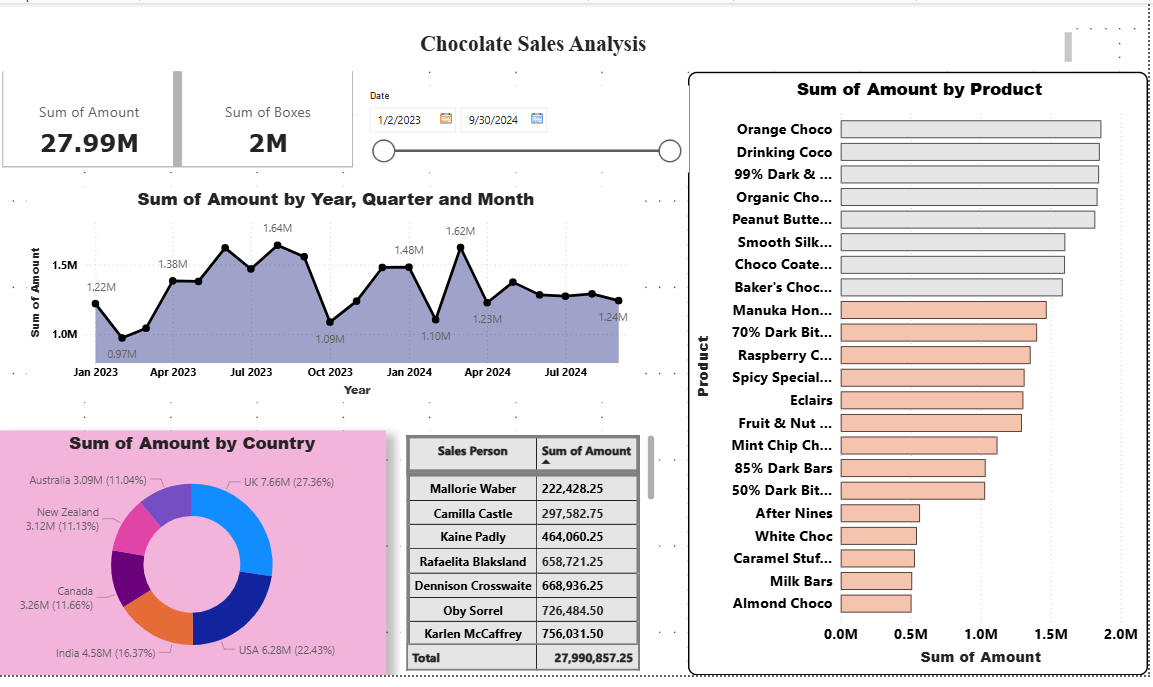 Chocolate Sales Analysis
Sum of Amount
27.99M
Sum of Boxes
2M
Date
1/2/2023
9/30/2024
Sum of Amount by Year, Quarter and Month
Sum of Amount
1.5M
1.0M
1.22M
0.97M
1.38M
1.64M
1.09M
1.48M
1.10M
1.62M
1.23M
1.24M
Jan 2023
Apr 2023
Jul 2023
Oct 2023
Jan 2024
Apr 2024
Jul 2024
Year
Sum of Amount by Country
Australia 3.09M (11.04%)
UK 7.66M (27.36%)
New Zealand
3.12M (11.13%)
Canada
3.26M (11.66%)
India 4.58M (16.37%)
USA 6.28M (22.43%)
Sales Person Sum of Amount
Mallorie Waber 222,428.25
Camilla Castle 297,582.75
Kaine Padly 464,060.25
Rafaelita Blaksland 658,721.25
Dennison Crosswaite 668,936.25
Oby Sorrel 726,484.50
Karlen McCaffrey 756,031.50
Total 27,990,857.25
Sum of Amount by Product
Product
Orange Choco
Drinking Coco
99% Dark & ...
Organic Cho...
Peanut Butte...
Smooth Silk...
Choco Coate...
Baker's Choc...
Manuka Hon...
70% Dark Bit...
Raspberry C...
Spicy Special...
Eclairs
Fruit & Nut ...
Mint Chip Ch...
85% Dark Bars
50% Dark Bit...
After Nines
White Choc
Caramel Stuf...
Milk Bars
Almond Choco
0.0M
0.5M
1.0M
1.5M
2.0M
Sum of Amount